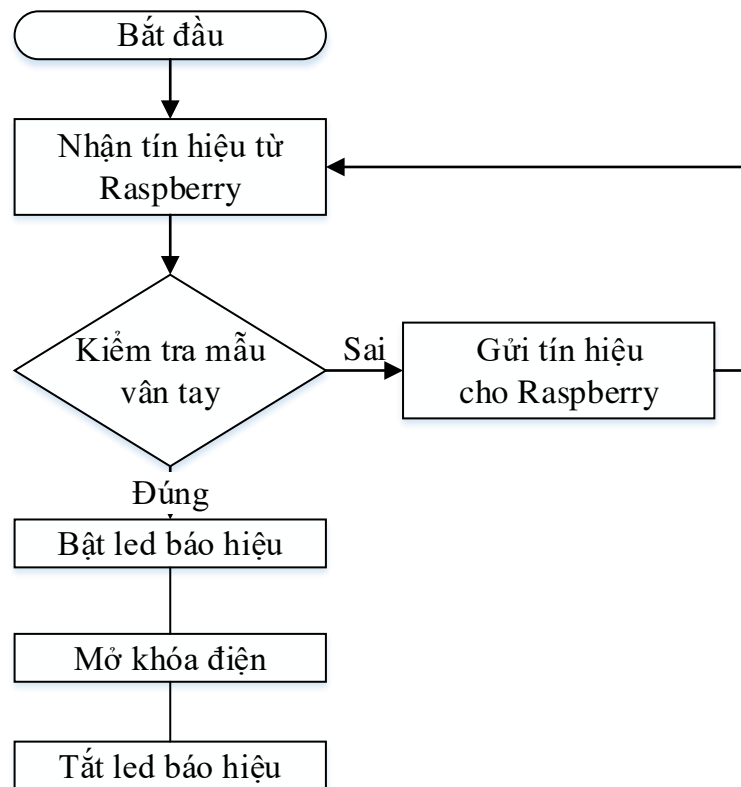 Bắt đầu
Nhận tín hiệu từ
Raspberry
Kiểm tra mẫu
vân tay
Sai
Gửi tín hiệu
cho Raspberry
Đúng
Bật led báo hiệu
Mở khóa điện
Tắt led báo hiệu